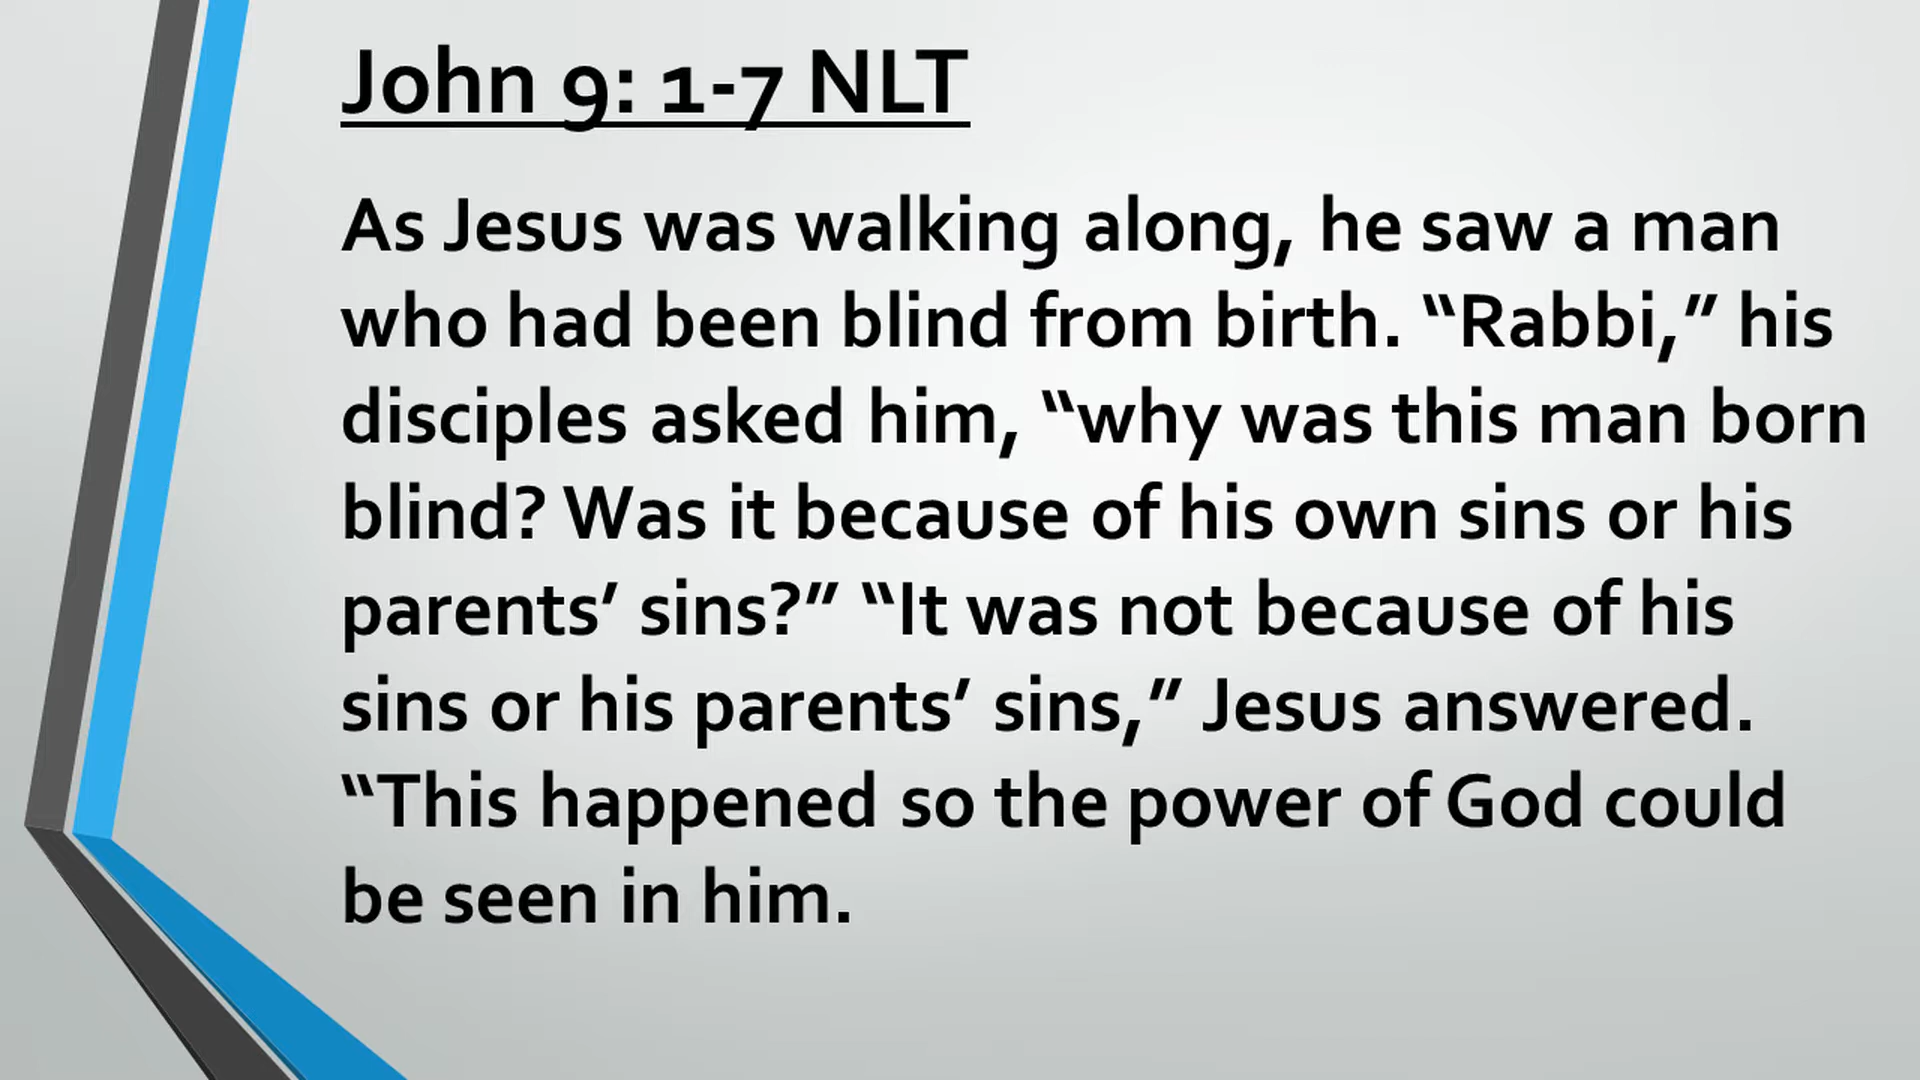 John 9: 1-7 NLT
As Jesus was walking along, he saw a man
who had been blind from birth. “Rabbi,” his
disciples asked him, “why was this man born
blind? Was it because of his own sins or his
parents’ sins?” “It was not because of his
sins or his parents’ sins,” Jesus answered.
“This happened so the power of God could
be seen in him.